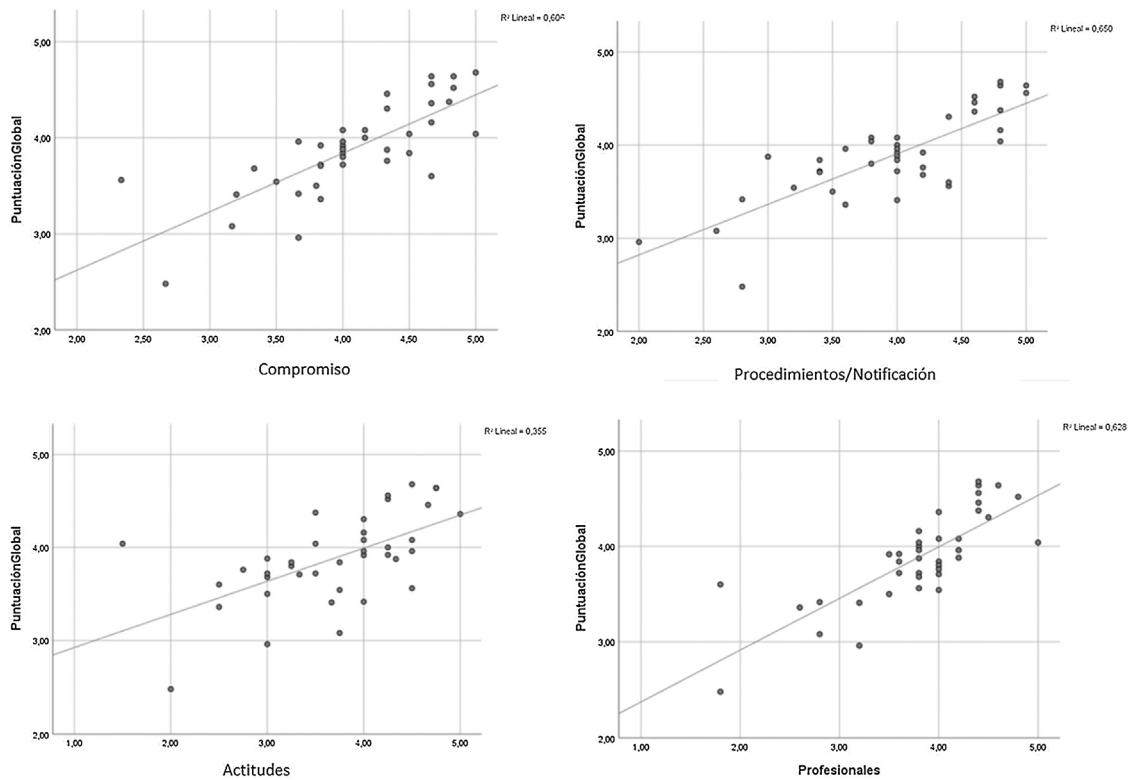 R² Lineal = 0,606
5,00
4,00
3,00
2,00
PuntuaciónGlobal
2,00 2,50 3,00 3,50 4,00 4,50 5,00
Compromiso
R² Lineal = 0,650
5,00
4,00
3,00
2,00
PuntuaciónGlobal
2,00 2,50 3,00 3,50 4,00 4,50 5,00
Procedimientos/Notificación
R² Lineal = 0,355
5,00
4,00
3,00
2,00
PuntuaciónGlobal
1,00 2,00 3,00 4,00 5,00
Actitudes
R² Lineal = 0,628
5,00
4,00
3,00
2,00
PuntuaciónGlobal
1,00 2,00 3,00 4,00 5,00
Profesionales